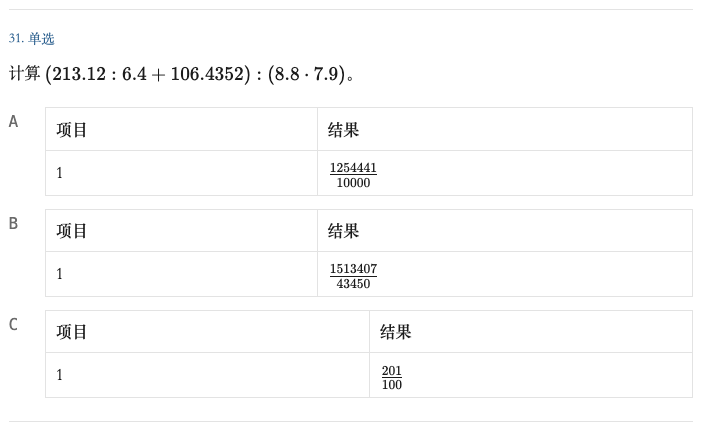 31. 单选
计算 (213.12 : 6.4 + 106.4352) : (8.8 · 7.9)。
A
项目 结果
1 1254441/10000
B
项目 结果
1 1513407/43450
C
项目 结果
1 201/100